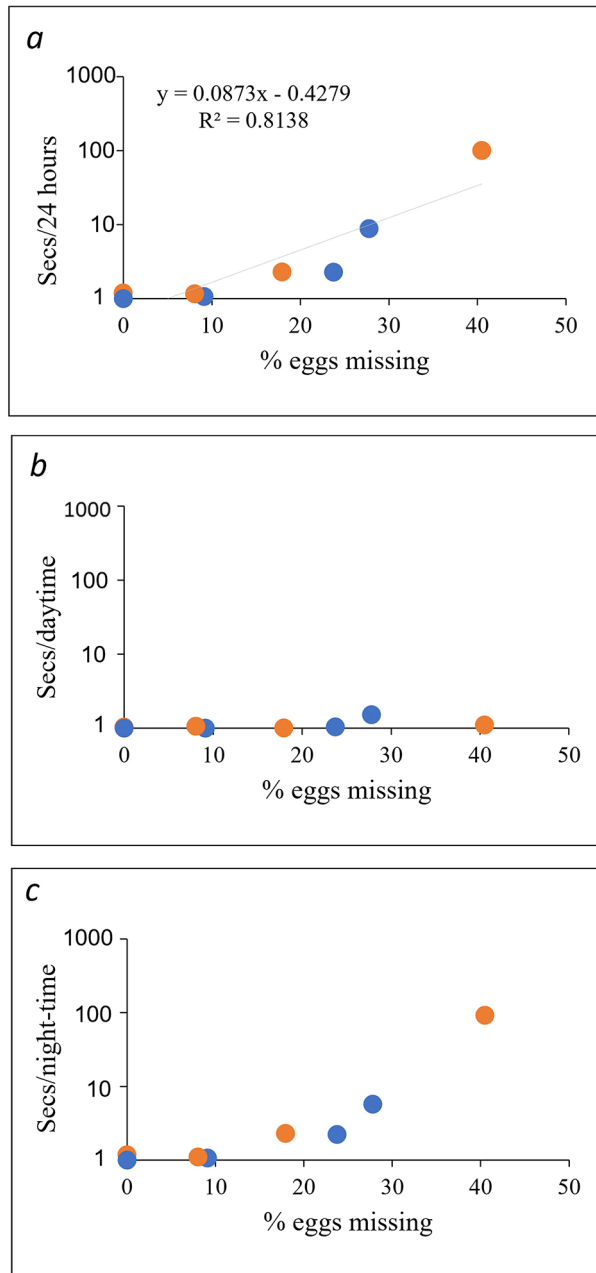 a
1000
y = 0.0873x - 0.4279
R² = 0.8138
100
10
1
Secs/24 hours
0 10 20 30 40 50
% eggs missing
b
1000
100
10
1
Secs/daytime
0 10 20 30 40 50
% eggs missing
c
1000
100
10
1
Secs/night-time
0 10 20 30 40 50
% eggs missing